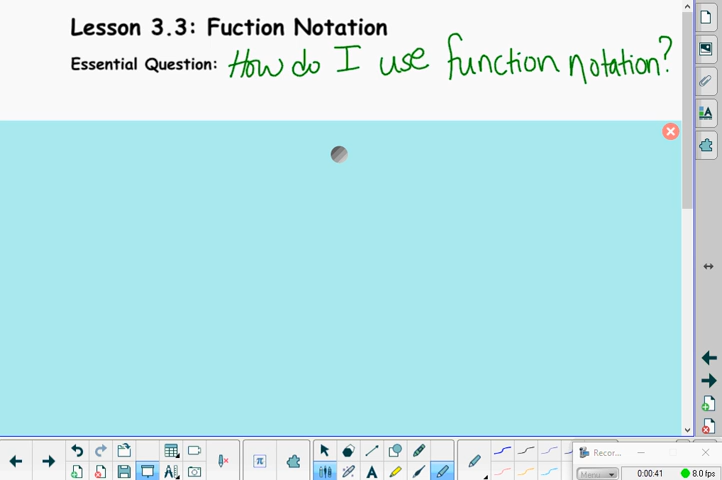 Lesson 3.3: Fuction Notation
Essential Question: How do I use function notation?
Recor...
Menu
0:00:41
8.0 fps